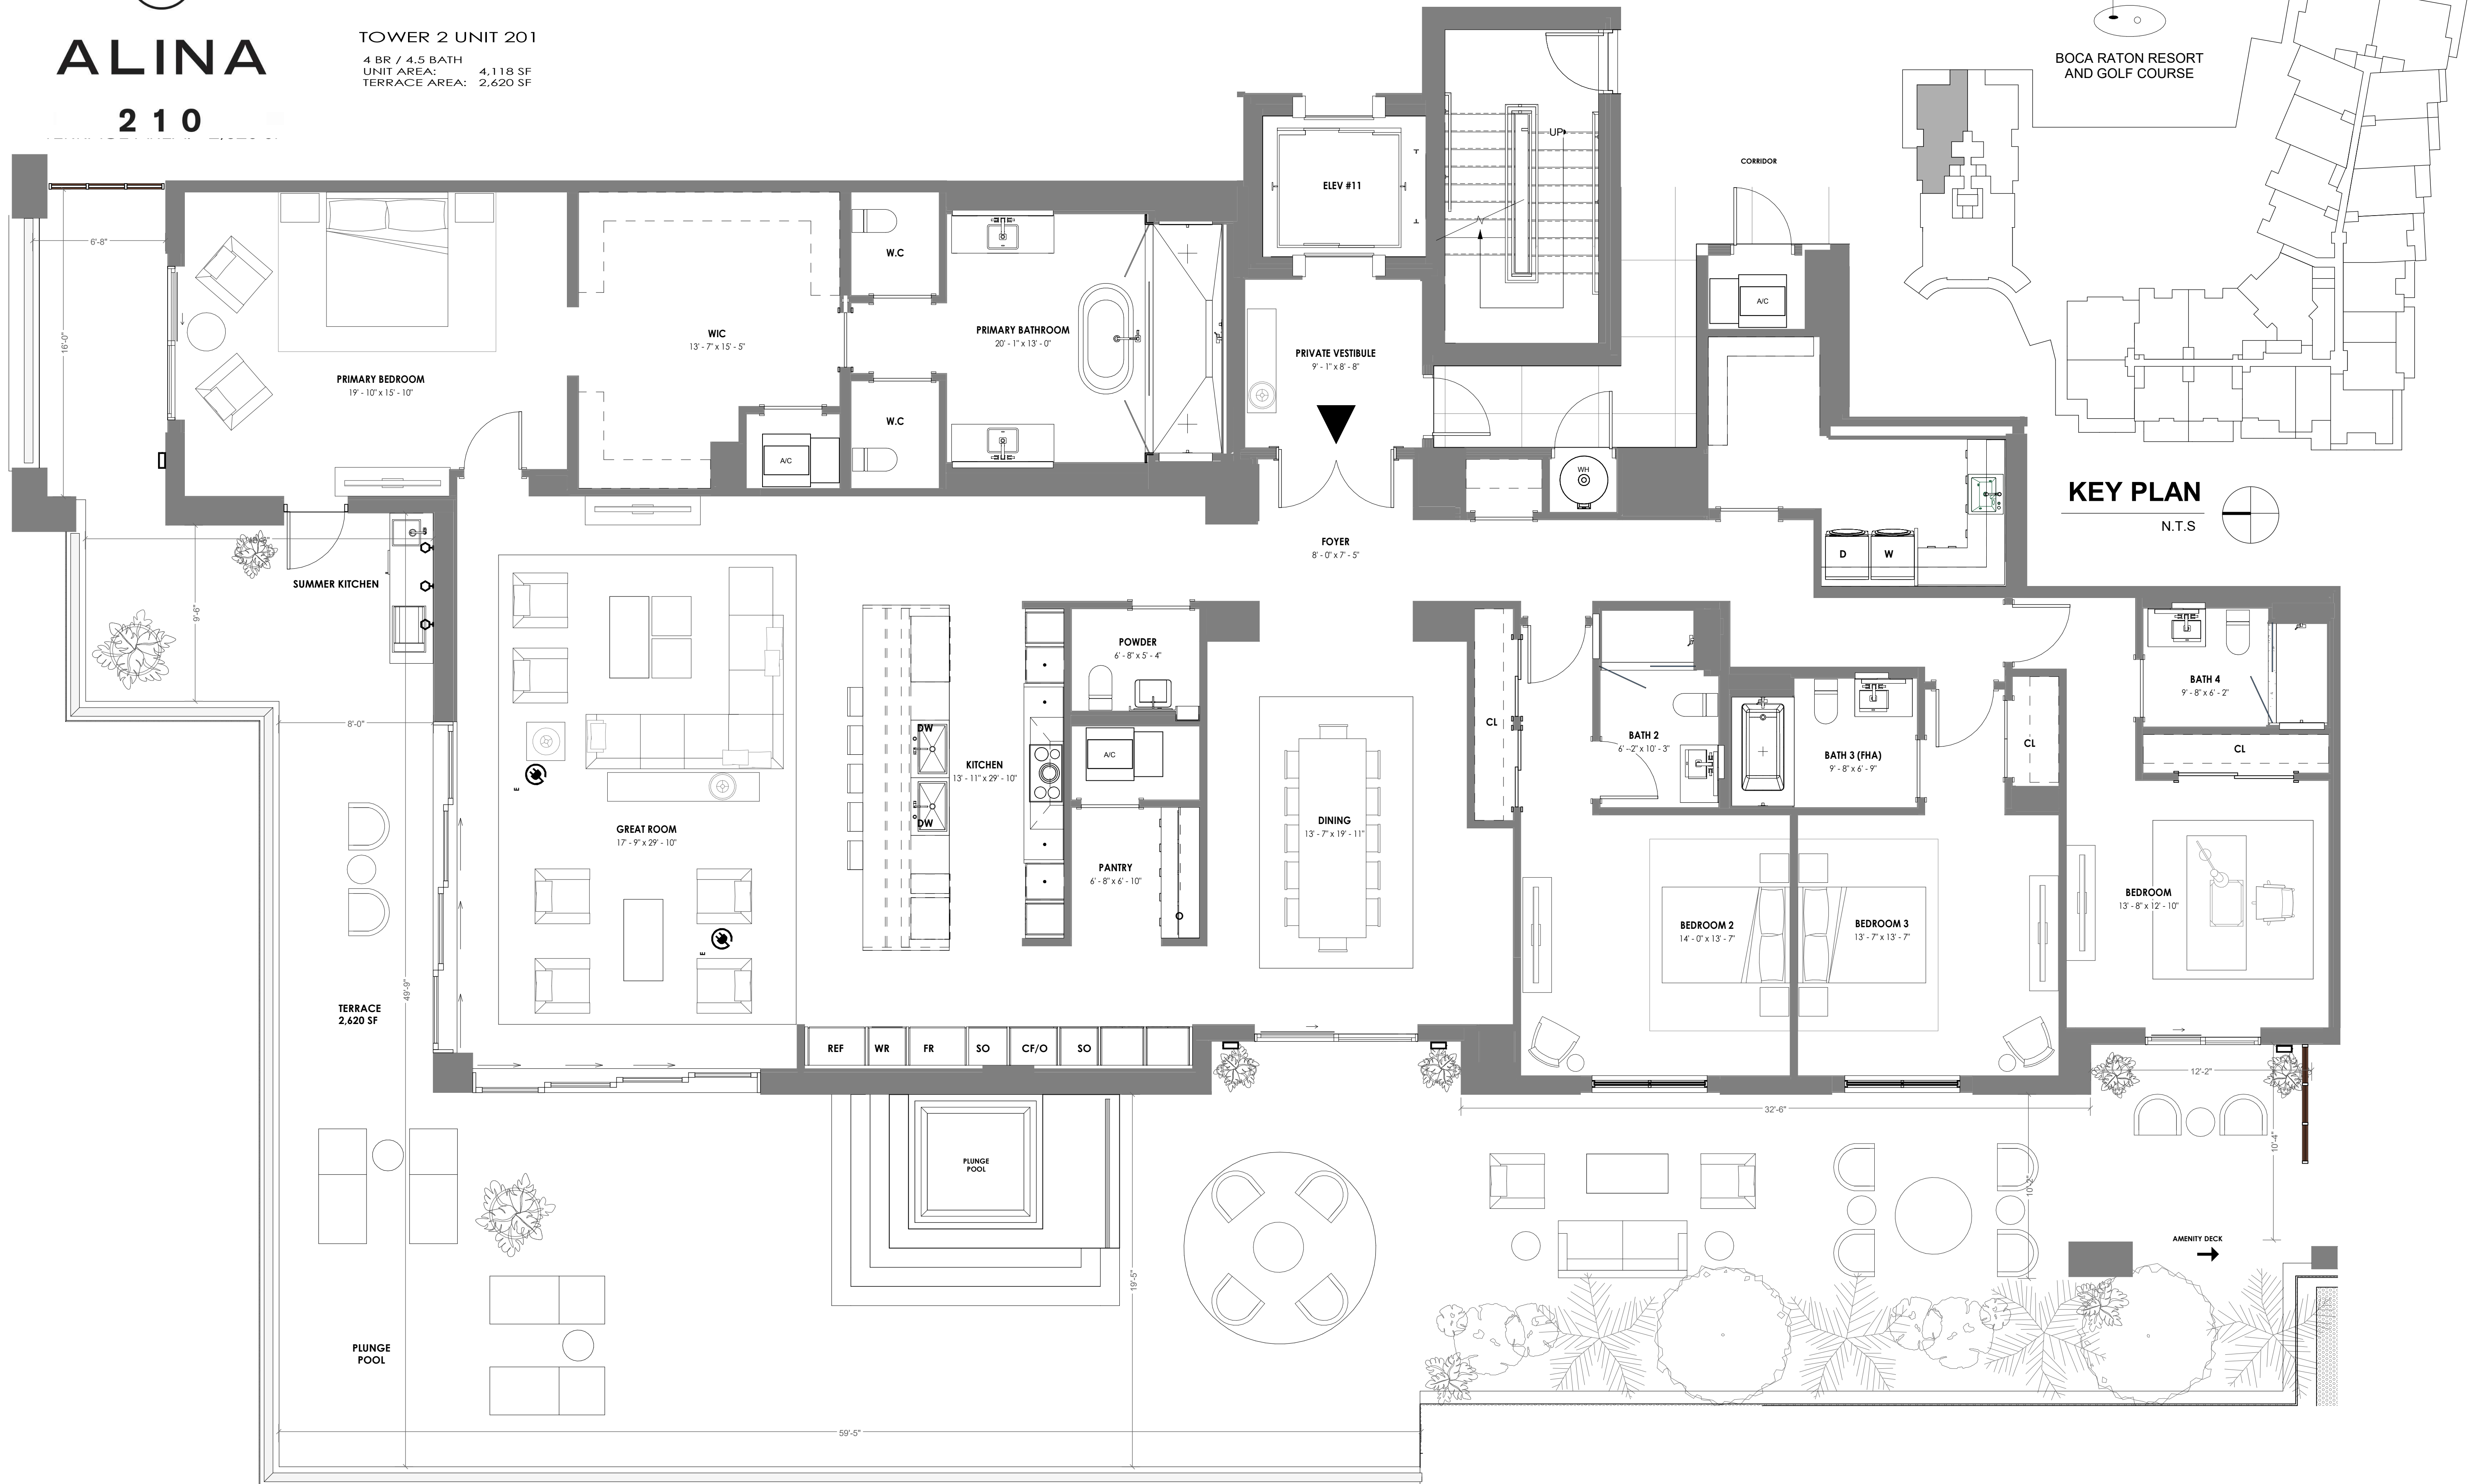 ALINA
210
TOWER 2 UNIT 201
4 BR / 4.5 BATH
UNIT AREA: 4,118 SF
TERRACE AREA: 2,620 SF
BOCA RATON RESORT
AND GOLF COURSE
KEY PLAN
N.T.S
UP
ELEV #11
CORRIDOR
A/C
6'-8"
16'-0"
PRIMARY BEDROOM
19' - 10" x 15' - 10"
WIC
13' - 7" x 15' - 5"
W.C
W.C
A/C
PRIMARY BATHROOM
20' - 1" x 13' - 0"
PRIVATE VESTIBULE
9' - 1" x 8' - 8"
WH
D
W
FOYER
8' - 0" x 7' - 5"
SUMMER KITCHEN
9'-6"
8'-0"
49'-9"
GREAT ROOM
17' - 9" x 29' - 10"
E
E
DW
DW
KITCHEN
13' - 11" x 29' - 10"
POWDER
6' - 8" x 5' - 4"
A/C
PANTRY
6' - 8" x 6' - 10"
DINING
13' - 7" x 19' - 11"
CL
BATH 2
6' - 2" x 10' - 3"
BATH 3 (FHA)
9' - 8" x 6' - 9"
CL
BATH 4
9' - 8" x 6' - 2"
CL
BEDROOM 2
14' - 0" x 13' - 7"
BEDROOM 3
13' - 7" x 13' - 7"
BEDROOM
13' - 8" x 12' - 10"
TERRACE
2,620 SF
REF
WR
FR
SO
CF/O
SO
12'-2"
32'-6"
10'-4"
10'-2"
PLUNGE
POOL
19'-5"
AMENITY DECK
PLUNGE
POOL
59'-5"